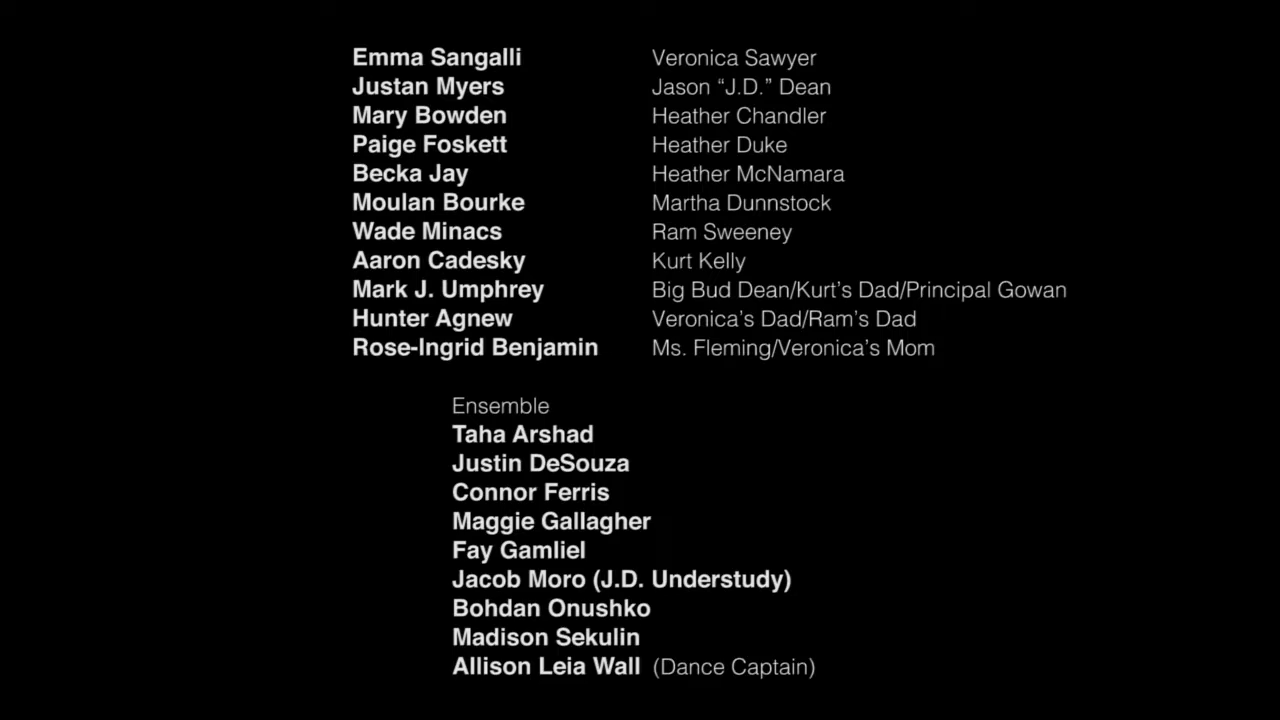 Emma Sangalli Veronica Sawyer
Justan Myers Jason “J.D.” Dean
Mary Bowden Heather Chandler
Paige Foskett Heather Duke
Becka Jay Heather McNamara
Moulan Bourke Martha Dunnstock
Wade Minacs Ram Sweeney
Aaron Cadesky Kurt Kelly
Mark J. Umphrey Big Bud Dean/Kurt’s Dad/Principal Gowan
Hunter Agnew Veronica’s Dad/Ram’s Dad
Rose-Ingrid Benjamin Ms. Fleming/Veronica’s Mom
Ensemble
Taha Arshad
Justin DeSouza
Connor Ferris
Maggie Gallagher
Fay Gamliel
Jacob Moro (J.D. Understudy)
Bohdan Onushko
Madison Sekulin
Allison Leia Wall (Dance Captain)